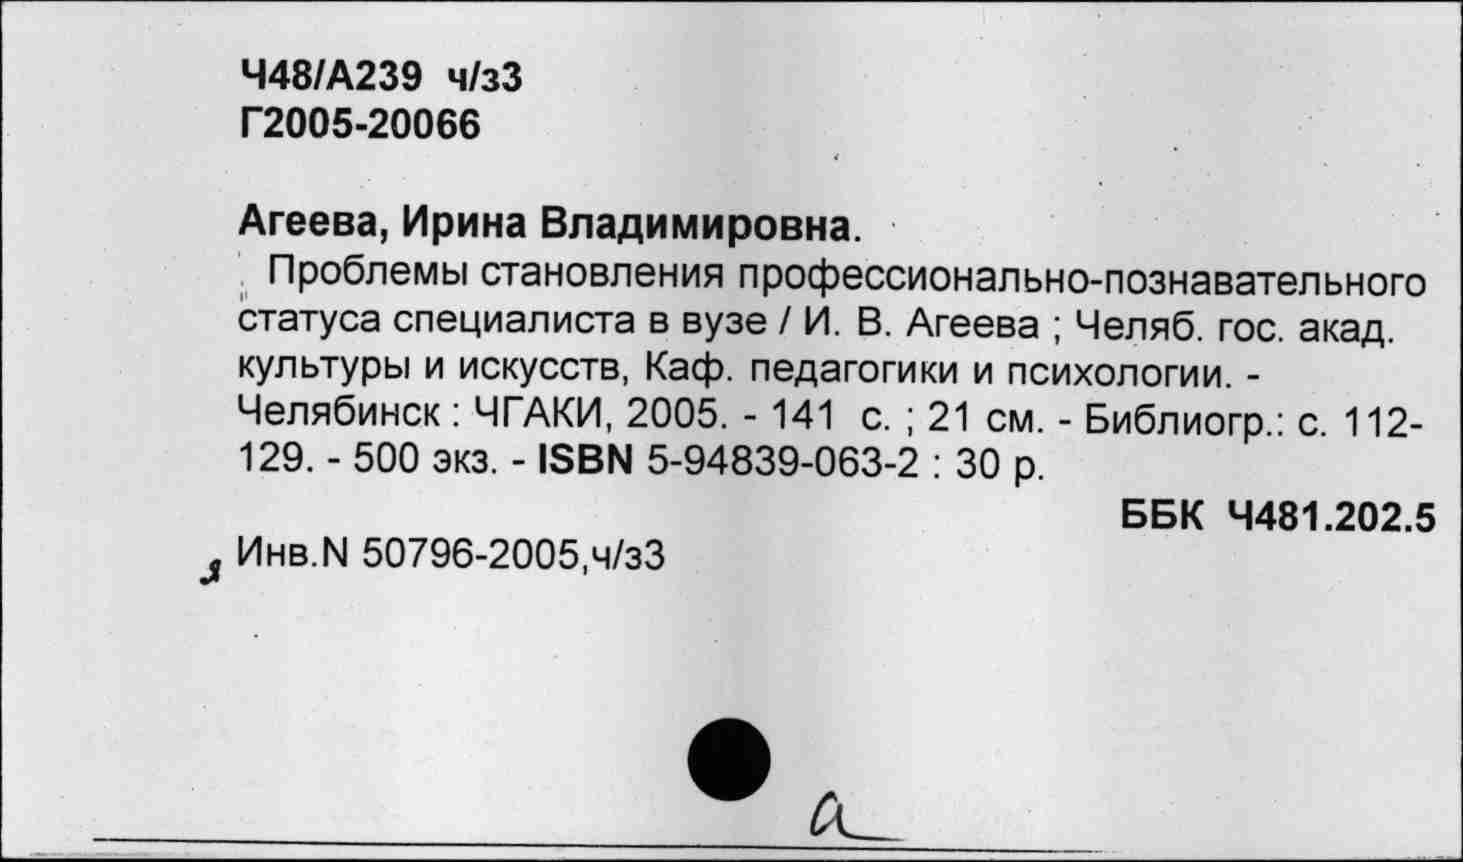 Ч48/А239 ч/з3
Г2005-20066
Агеева, Ирина Владимировна.
Проблемы становления профессионально-познавательного
статуса специалиста в вузе / И. В. Агеева ; Челяб. гос. акад.
культуры и искусств, Каф. педагогики и психологии. -
Челябинск : ЧГАКИ, 2005. - 141 с. ; 21 см. - Библиогр.: с. 112-
129. - 500 экз. - ISBN 5-94839-063-2 : 30 р.
ББК Ч481.202.5
Инв.N 50796-2005,ч/з3
а